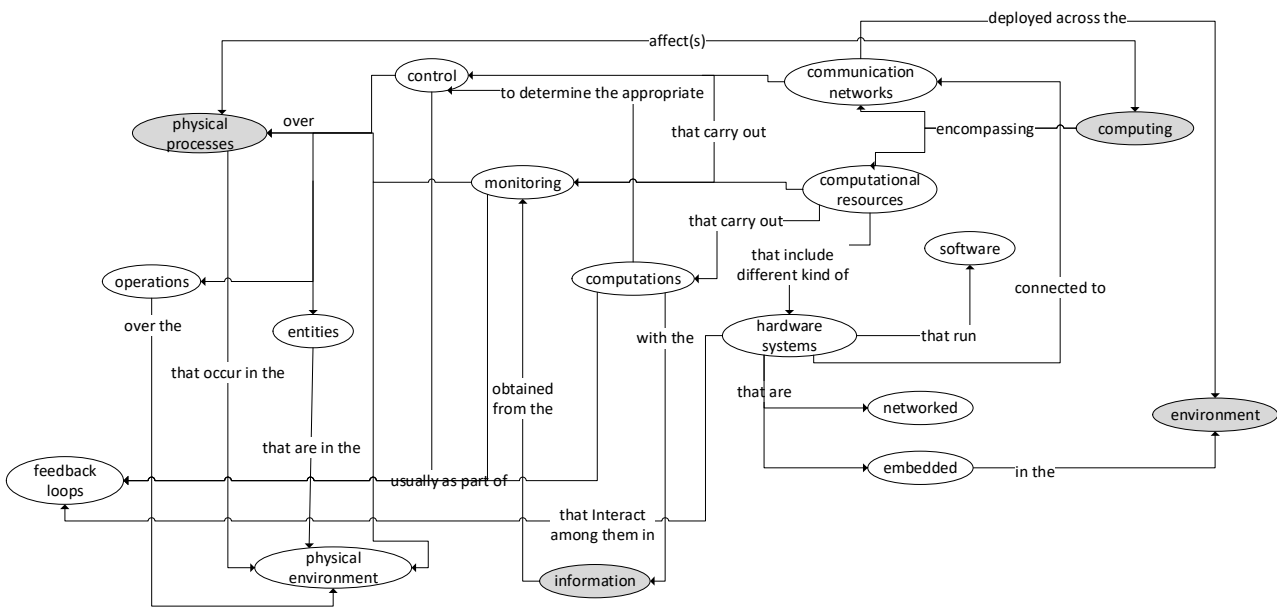 deployed across the
affect(s)
control
communication
networks
to determine the appropriate
physical
processes
over
that carry out
encompassing
computing
monitoring
computational
resources
that carry out
software
that include
different kind of
operations
computations
connected to
over the
entities
with the
hardware
systems
that run
that occur in the
obtained
from the
that are
networked
environment
that are in the
feedback
loops
usually as part of
embedded
in the
that Interact
among them in
physical
environment
information